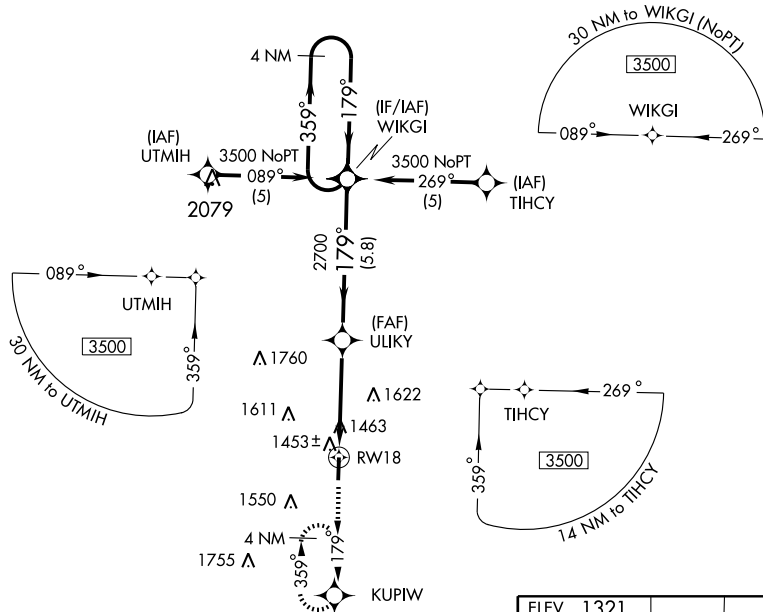 4 NM
359°
179°
(IF/IAF)
WIKGI
30 NM to WIKGI (NoPT)
3500
WIKGI
089°
269°
(IAF)
UTMIH
3500 NoPT
089°
(5)
2079
3500 NoPT
269°
(5)
(IAF)
TIHCY
2700
179°
(5.8)
089°
UTMIH
3500
359°
30 NM to UTMIH
(FAF)
ULIKY
1760
1622
1611
1463
1453±
RW18
TIHCY
269°
3500
359°
14 NM to TIHCY
1550
4 NM
359°
179°
1755
KUPIW
ELEV 1321